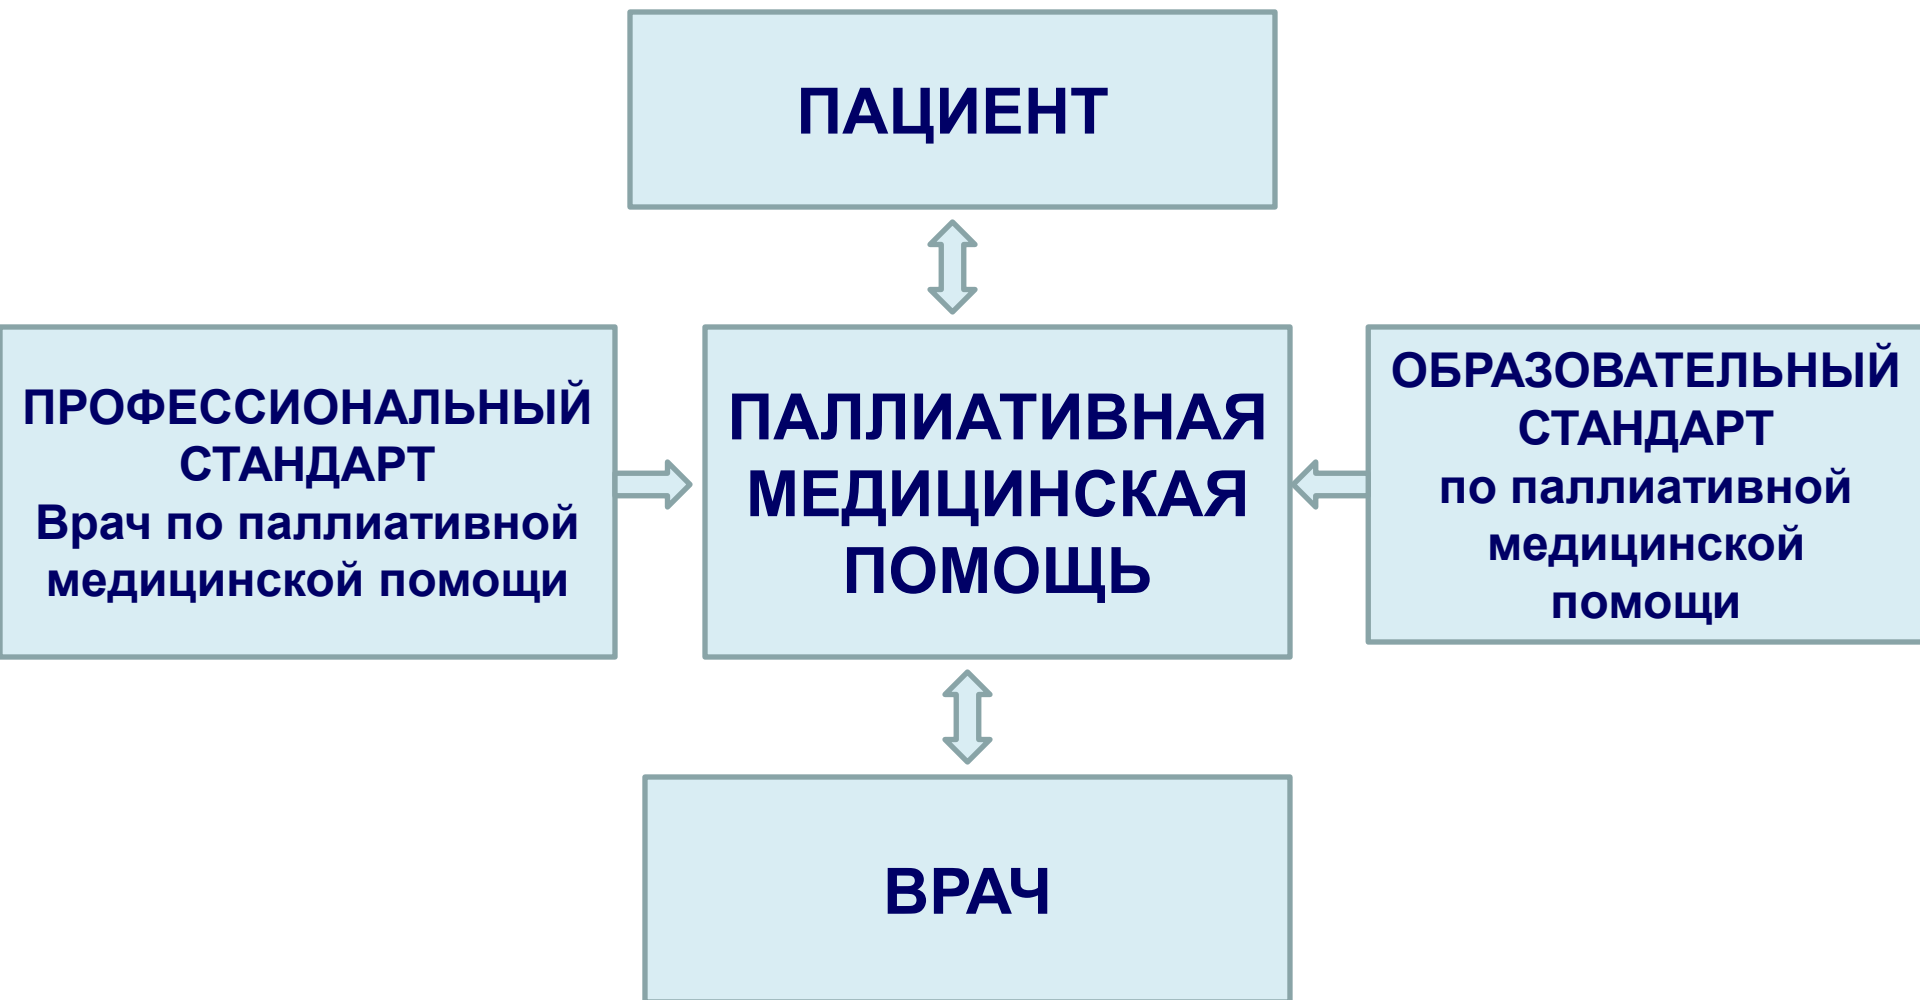 ПАЦИЕНТ
ПРОФЕССИОНАЛЬНЫЙ
СТАНДАРТ
Врач по паллиативной
медицинской помощи
ПАЛЛИАТИВНАЯ
МЕДИЦИНСКАЯ
ПОМОЩЬ
ОБРАЗОВАТЕЛЬНЫЙ
СТАНДАРТ
по паллиативной
медицинской
помощи
ВРАЧ